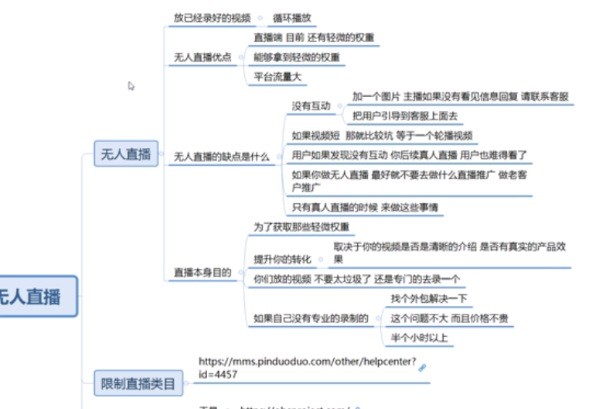 放已经录好的视频
循环播放
直播端 目前 还有轻微的权重
无人直播优点
能够拿到轻微的权重
平台流量大
没有互动
加一个图片 主播如果没有看见信息回复 请联系客服
把用户引导到客服上面去
如果视频短 那就比较坑 等于一个轮播视频
无人直播
无人直播的缺点是什么
用户如果发现没有互动 你后续真人直播 用户也难得看了
如果你做无人直播 最好就不要去做什么直播推广 做老客
户推广
只有真人直播的时候 来做这些事情
为了获取那些轻微权重
提升你的转化
取决于你的视频是否是清晰的介绍 是否有真实的产品效
果
直播本身目的
你们放的视频 不要太垃圾了 还是专门的去录一个
无人直播
找个外包解决一下
如果自己没有专业的录制的
这个问题不大 而且价格不贵
半个小时以上
限制直播类目
https://mms.pinduoduo.com/other/helpcenter?
id=4457